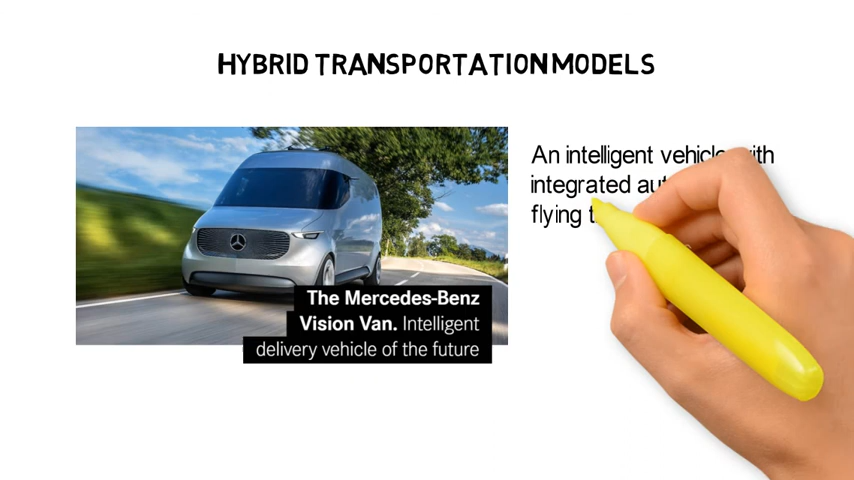 HYBRID TRANSPORTATION MODELS
An intelligent vehicle with
integrated
flying
The Mercedes-Benz
Vision Van. Intelligent
delivery vehicle of the future